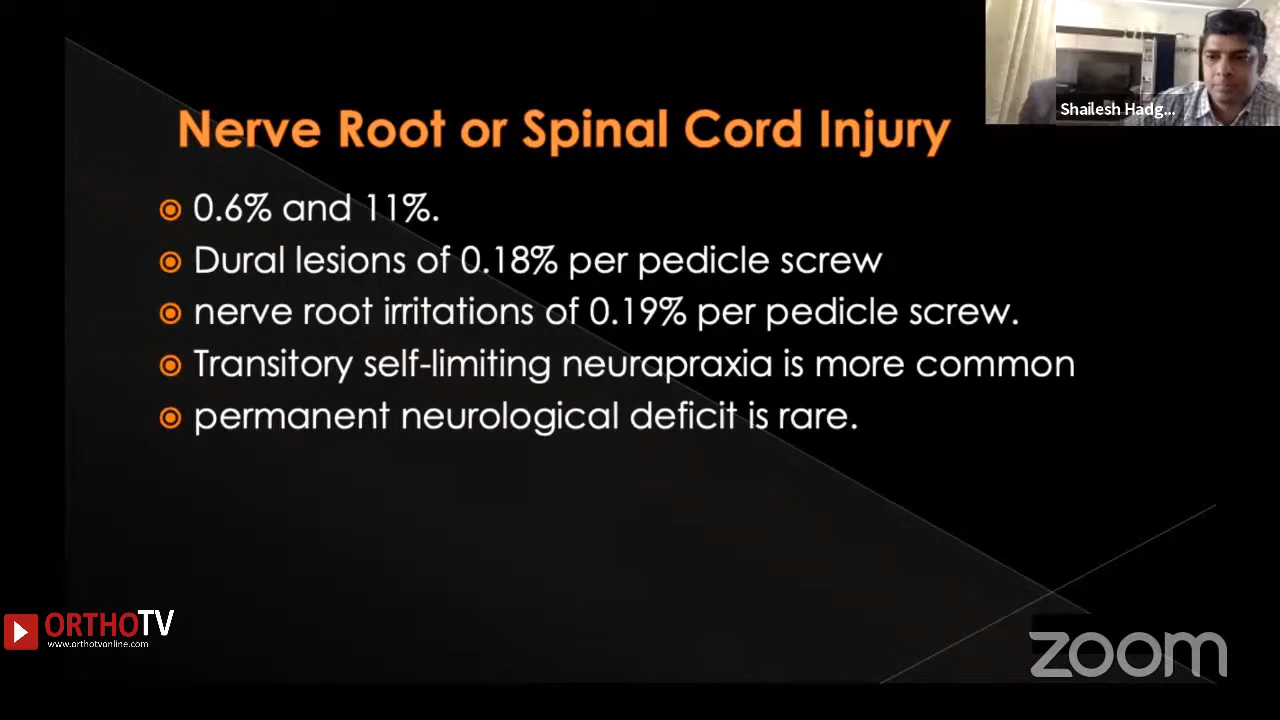 Nerve Root or Spinal Cord Injury
Shailesh Hadg...
0.6% and 11%.
Dural lesions of 0.18% per pedicle screw
nerve root irritations of 0.19% per pedicle screw.
Transitory self-limiting neurapraxia is more common
permanent neurological deficit is rare.
ORTHOTV
www.orthotvonline.com
zoom